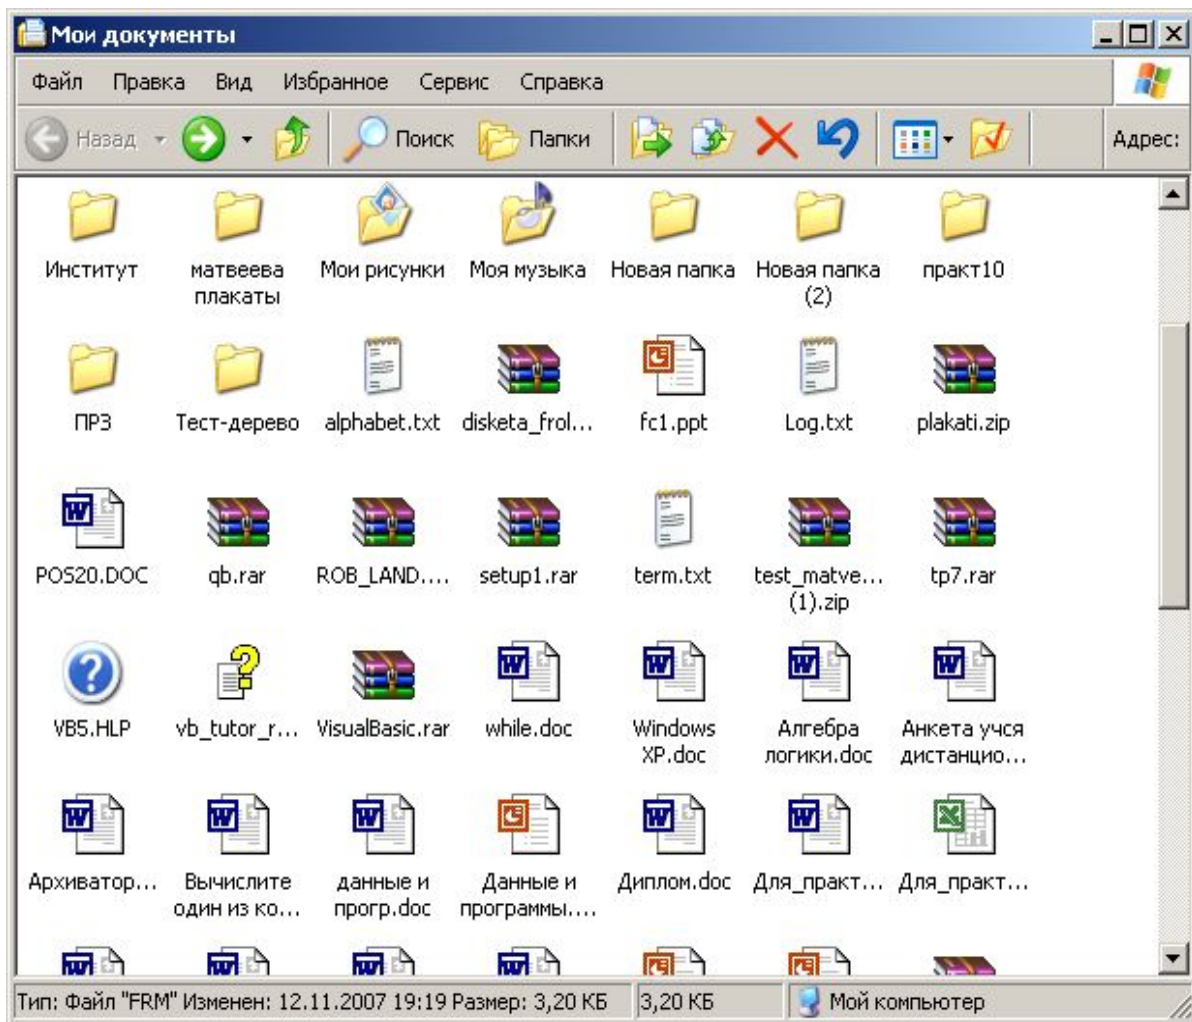 Мои документы
Файл Правка Вид Избранное Сервис Справка
Назад Поиск Папки Адрес:
Институт матвеева Мои рисунки Моя музыка Новая папка Новая папка практ10
плакаты (2)
ПР3 Тест-дерево alphabet.txt disketa_frol... fc1.ppt Log.txt plakati.zip
POS20.DOC qb.rar ROB_LAND.... setup1.rar term.txt test_matve... tp7.rar
(1).zip
VB5.HLP vb_tutor_r... VisualBasic.rar while.doc Windows Алгебра Анкета учся
XP.doc логики.doc дистанцио...
Архиватор... Вычислите данные и Данные и Диплом.doc Для_практ... Для_практ...
один из ко... прогр.doc программы....
Тип: Файл "FRM" Изменен: 12.11.2007 19:19 Размер: 3,20 КБ 3,20 КБ Мой компьютер